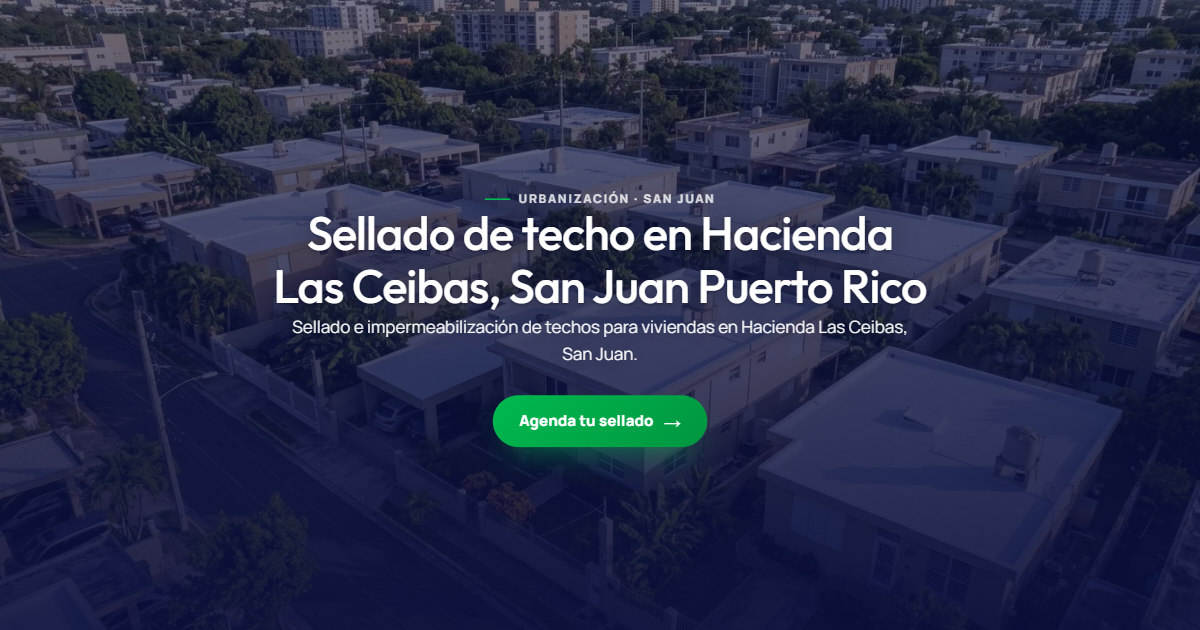 URBANIZACIÓN · SAN JUAN
Sellado de techo en Hacienda
Las Ceibas, San Juan Puerto Rico
Sellado e impermeabilización de techos para viviendas en Hacienda Las Ceibas,
San Juan.
Agenda tu sellado →